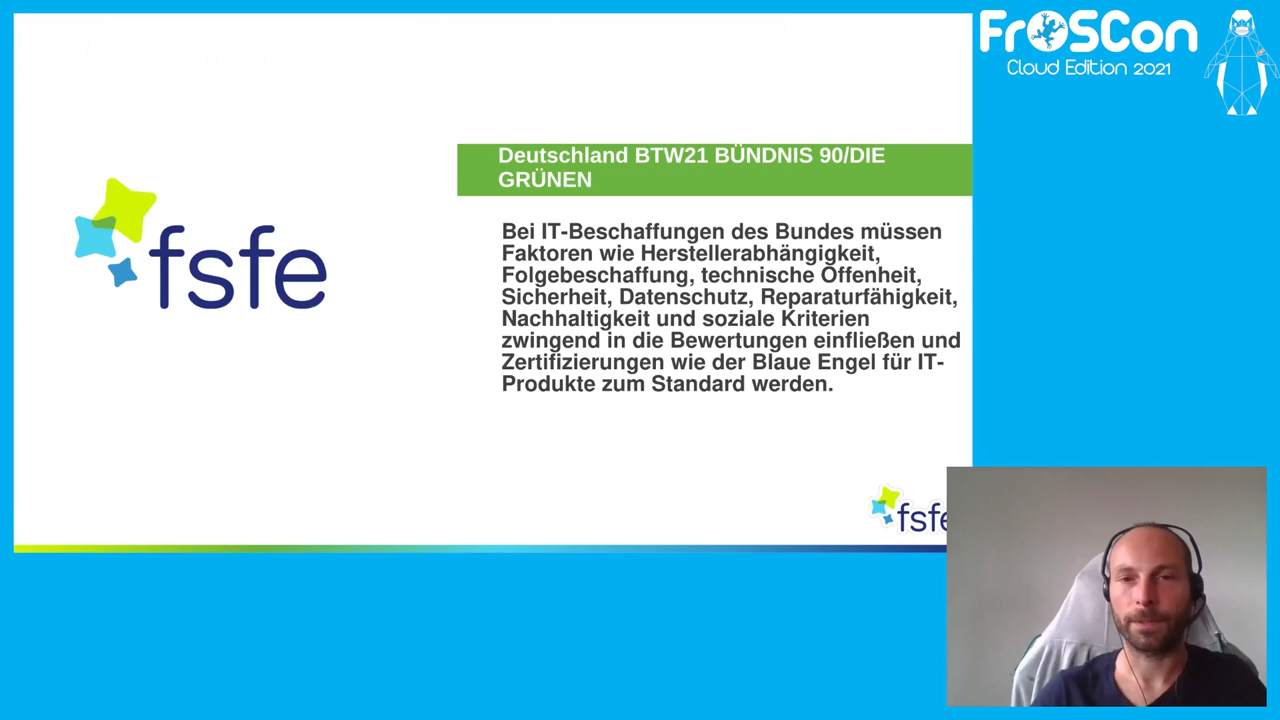 FrOSCon
Cloud Edition 2021
Deutschland BTW21 BÜNDNIS 90/DIE
GRÜNEN
fsfe
Bei IT-Beschaffungen des Bundes müssen
Faktoren wie Herstellerabhängigkeit,
Folgebeschaffung, technische Offenheit,
Sicherheit, Datenschutz, Reparaturfähigkeit,
Nachhaltigkeit und soziale Kriterien
zwingend in die Bewertungen einfließen und
Zertifizierungen wie der Blaue Engel für IT-
Produkte zum Standard werden.
fsfe